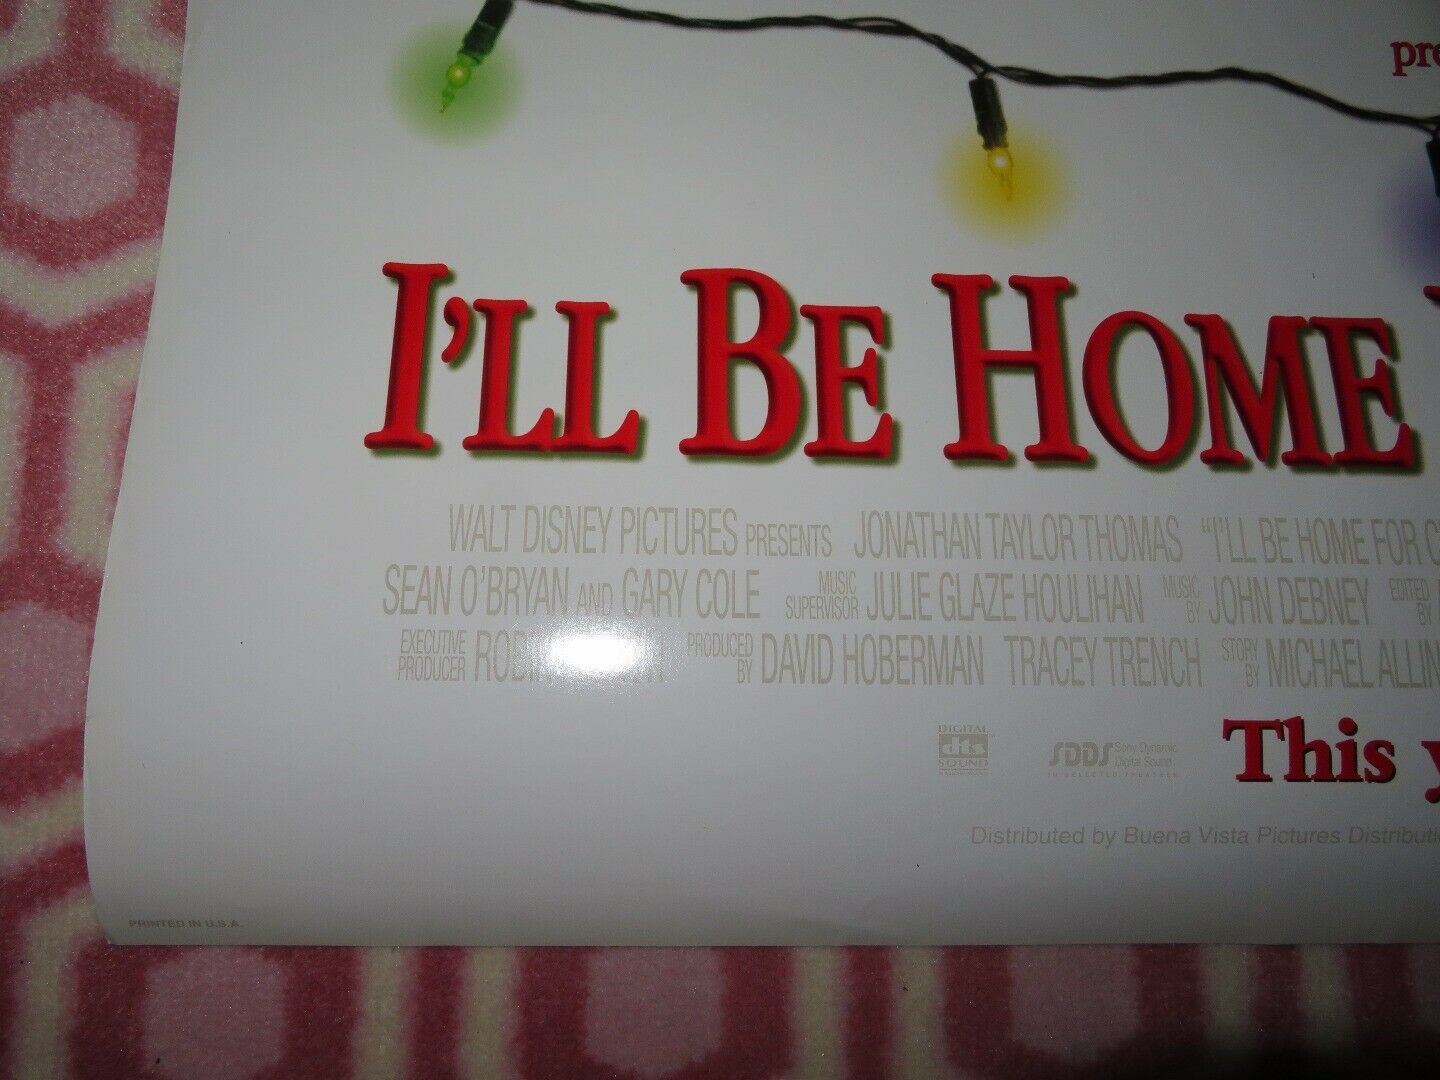 pre
I'LL BE HOME
WALT DISNEY PICTURES PRESENTS JONATHAN TAYLOR THOMAS "I'LL BE HOME FOR C
SEAN O'BRYAN AND GARY COLE MUSIC SUPERVISOR JULIE GLAZE HOULIHAN MUSIC BY JOHN DEBNEY EDITED BY
EXECUTIVE PRODUCER PRODUCED BY DAVID HOBERMAN TRACEY TRENCH STORY BY MICHAEL ALLIN
DIGITAL dts SOUND SDDS Sony Dynamic Digital Sound IN SELECTED THEATRES
This y
Distributed by Buena Vista Pictures Distributi
PRINTED IN U.S.A.